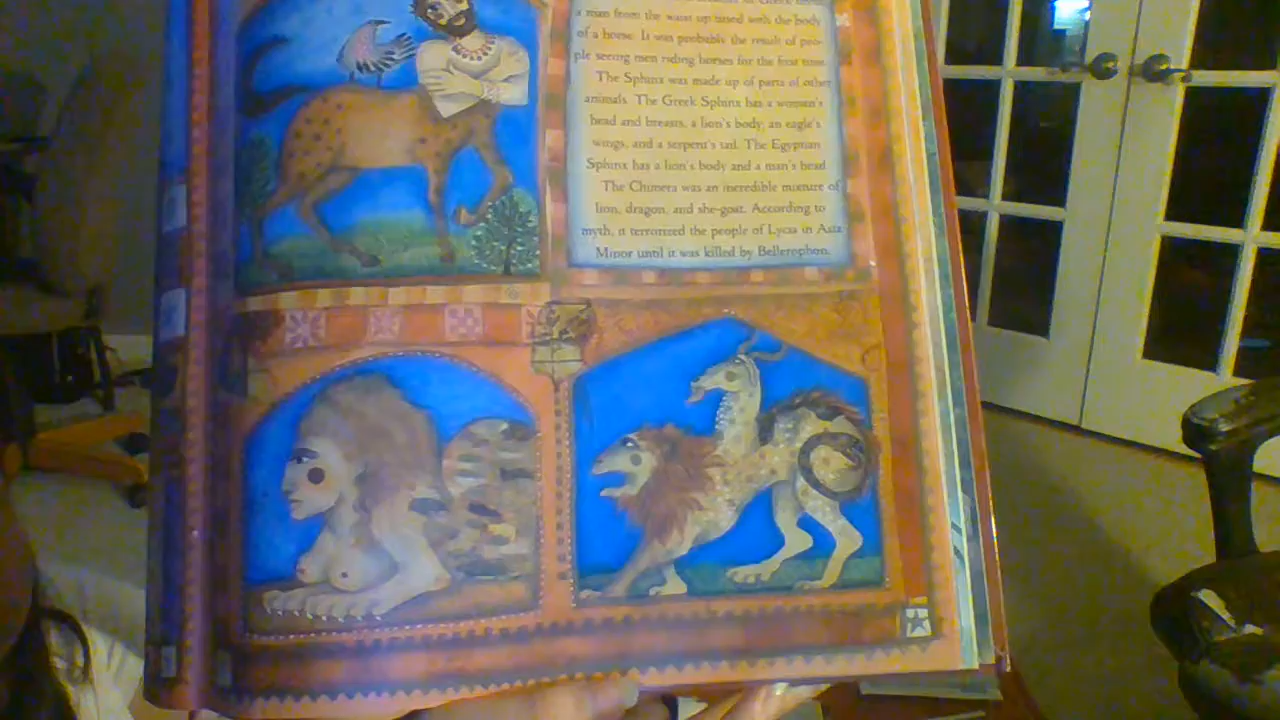 a man from the waist up fused with the body
of a horse. It was probably the result of peo-
ple seeing men riding horses for the first time.
The Sphinx was made up of parts of other
animals. The Greek Sphinx has a woman's
head and breasts, a lion's body, an eagle's
wings, and a serpent's tail. The Egyptian
Sphinx has a lion's body and a man's head.
The Chimera was an incredible mixture of
lion, dragon, and she-goat. According to
myth, it terrorized the people of Lycia in Asia
Minor until it was killed by Bellerophon.